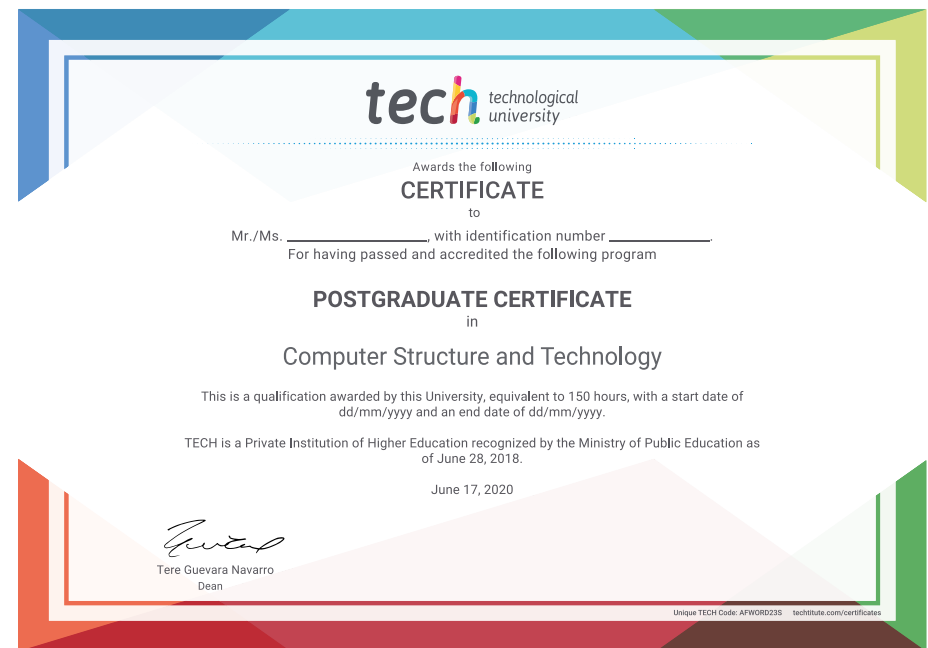 tech technological
university
Awards the following
CERTIFICATE
to
Mr./Ms. ____________________, with identification number ______________.
For having passed and accredited the following program
POSTGRADUATE CERTIFICATE
in
Computer Structure and Technology
This is a qualification awarded by this University, equivalent to 150 hours, with a start date of
dd/mm/yyyy and an end date of dd/mm/yyyy.
TECH is a Private Institution of Higher Education recognized by the Ministry of Public Education as
of June 28, 2018.
June 17, 2020
Tere Guevara Navarro
Dean
Unique TECH Code: AFWORD23S techtitute.com/certificates